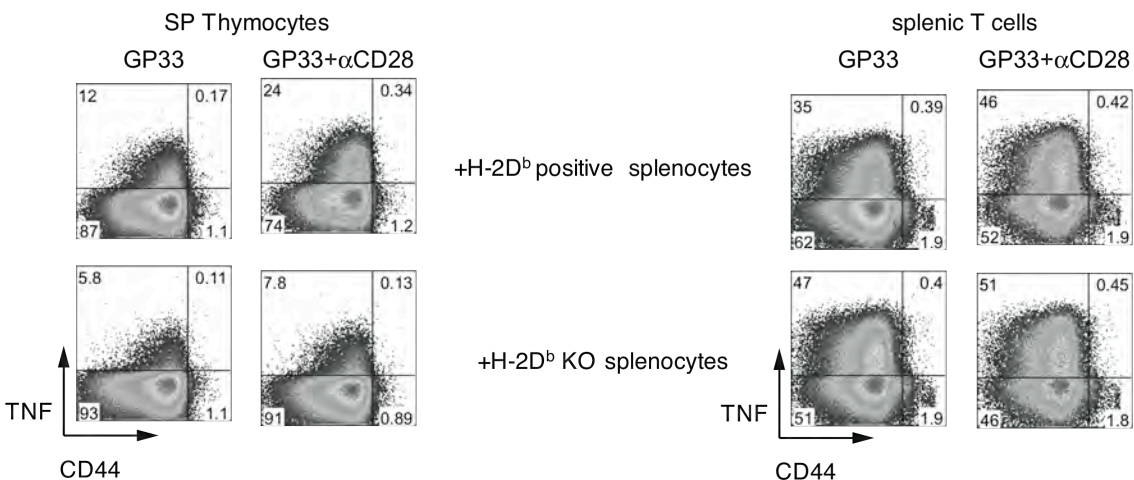 SP Thymocytes
splenic T cells
GP33 GP33+αCD28
GP33 GP33+αCD28
12 0.17
87 1.1
24 0.34
74 1.2
+H-2Dᵇ positive splenocytes
35 0.39
62 1.9
46 0.42
52 1.9
5.8 0.11
93 1.1
7.8 0.13
91 0.89
+H-2Dᵇ KO splenocytes
47 0.4
51 1.9
51 0.45
46 1.8
TNF
CD44
TNF
CD44